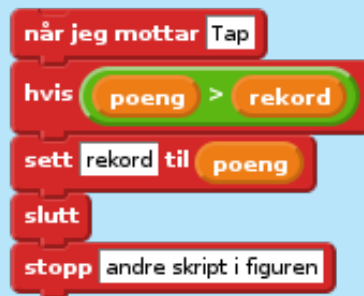 når jeg mottar Tap
hvis poeng > rekord
sett rekord til poeng
slutt
stopp andre skript i figuren